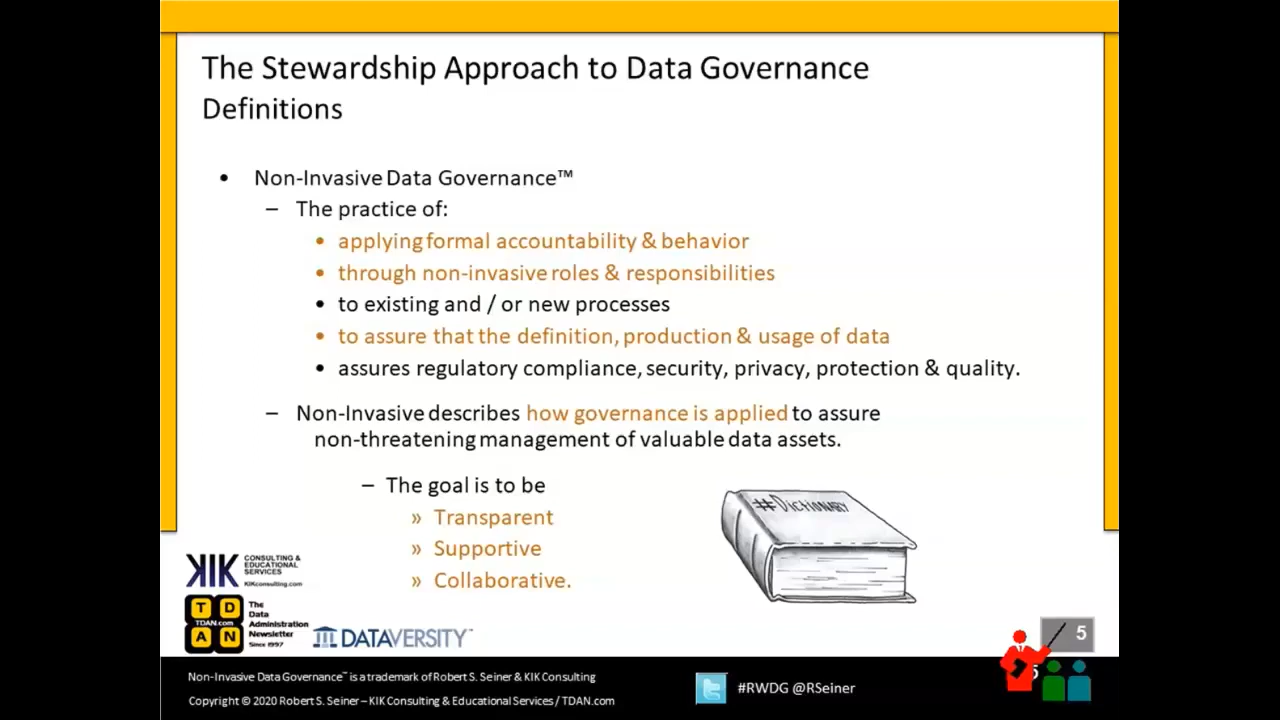 The Stewardship Approach to Data Governance
Definitions
• Non-Invasive Data Governance™
– The practice of:
• applying formal accountability & behavior
• through non-invasive roles & responsibilities
• to existing and / or new processes
• to assure that the definition, production & usage of data
• assures regulatory compliance, security, privacy, protection & quality.
– Non-Invasive describes how governance is applied to assure
non-threatening management of valuable data assets.
– The goal is to be
» Transparent
» Supportive
» Collaborative.
#Dictionary
KIK CONSULTING &
EDUCATIONAL
SERVICES
KIKconsulting.com
T D
TDAN.com
A N
The
Data
Administration
Newsletter
Since 1997
DATAVERSITY™
5
5
Non-Invasive Data Governance™ is a trademark of Robert S. Seiner & KIK Consulting
Copyright © 2020 Robert S. Seiner – KIK Consulting & Educational Services / TDAN.com
#RWDG @RSeiner